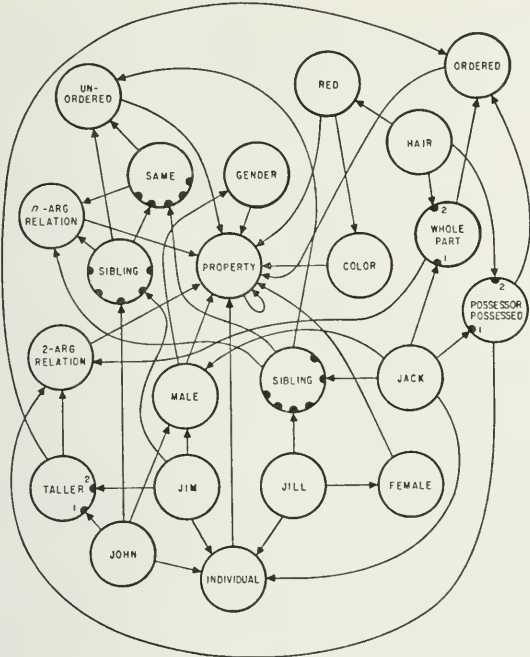 ORDERED
UN-
ORDERED
RED
HAIR
SAME
GENDER
n-ARG
RELATION
2
WHOLE
PART
1
SIBLING
PROPERTY
COLOR
2
POSSESSOR
POSSESSED
1
2-ARG
RELATION
SIBLING
JACK
MALE
TALLER
2
1
JIM
JILL
FEMALE
JOHN
INDIVIDUAL